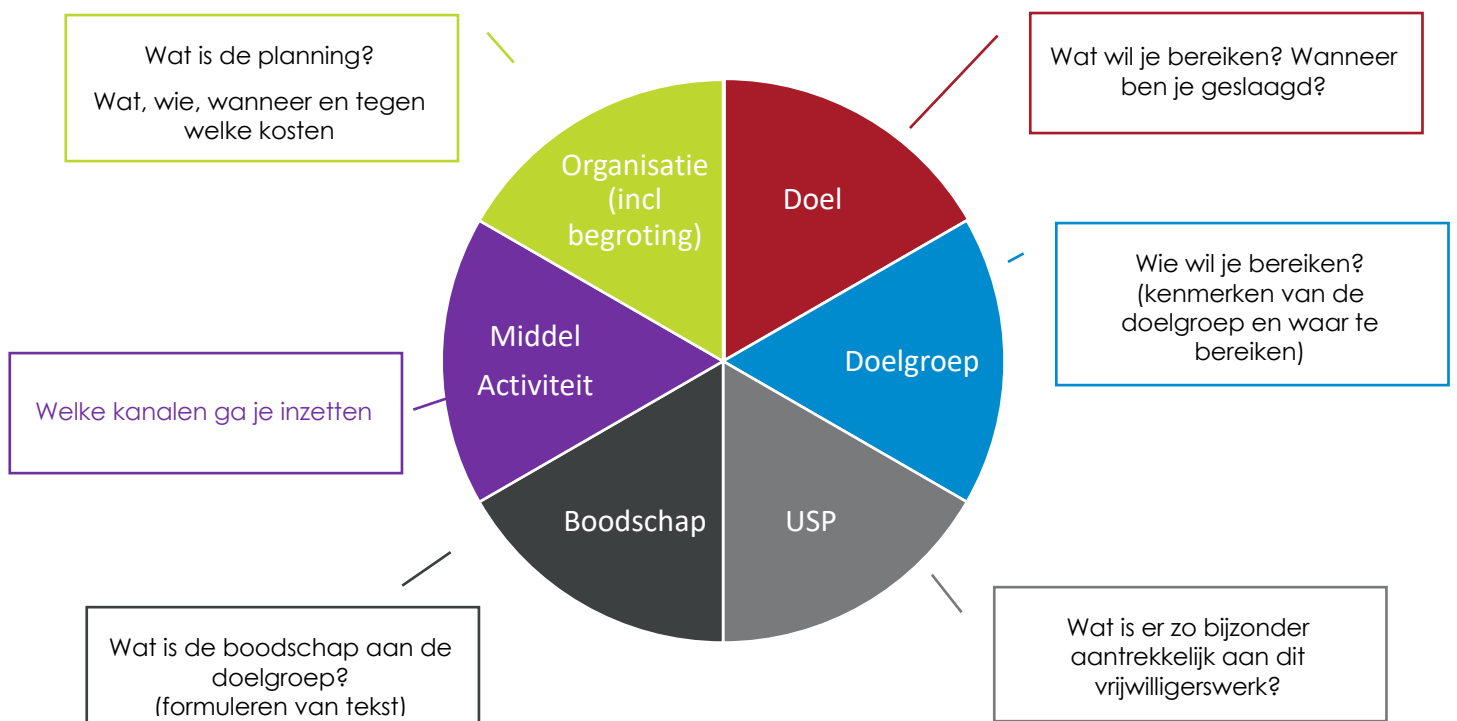 Wat is de planning?
Wat, wie, wanneer en tegen
welke kosten
Wat wil je bereiken? Wanneer
ben je geslaagd?
Organisatie
(incl
begroting)
Doel
Wie wil je bereiken?
(kenmerken van de
doelgroep en waar te
bereiken)
Middel
Activiteit
Doelgroep
Welke kanalen ga je inzetten
Boodschap
USP
Wat is de boodschap aan de
doelgroep?
(formuleren van tekst)
Wat is er zo bijzonder
aantrekkelijk aan dit
vrijwilligerswerk?